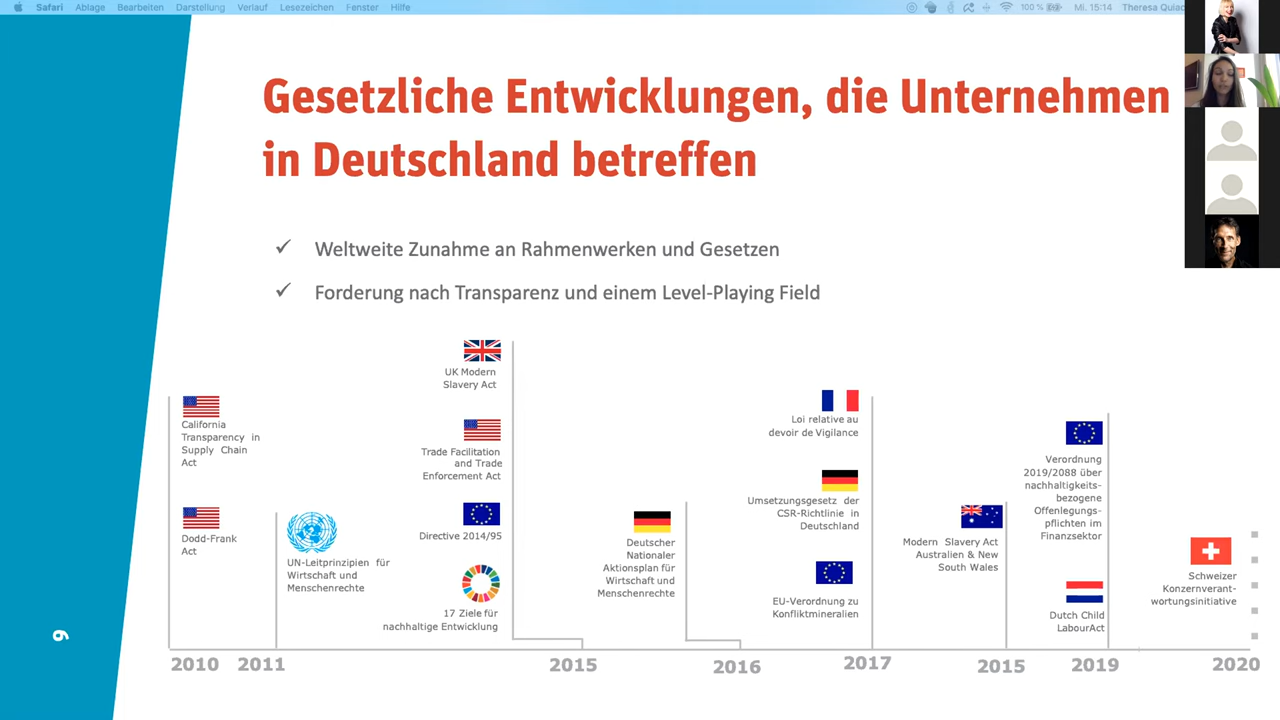 Safari Ablage Bearbeiten Darstellung Verlauf Lesezeichen Fenster Hilfe
100 % Mi. 15:14 Theresa
Gesetzliche Entwicklungen, die Unternehmen
in Deutschland betreffen
✓ Weltweite Zunahme an Rahmenwerken und Gesetzen
✓ Forderung nach Transparenz und einem Level-Playing Field
California
Transparency in
Supply Chain
Act
Dodd-Frank
Act
UN-Leitprinzipien für
Wirtschaft und
Menschenrechte
UK Modern
Slavery Act
Trade Facilitation
and Trade
Enforcement Act
Directive 2014/95
17 Ziele für
nachhaltige Entwicklung
Deutscher
Nationaler
Aktionsplan für
Wirtschaft und
Menschenrechte
Loi relative au
devoir de Vigilance
Umsetzungsgesetz der
CSR-Richtlinie in
Deutschland
EU-Verordnung zu
Konfliktmineralien
Modern Slavery Act
Australien & New
South Wales
Verordnung
2019/2088 über
nachhaltigkeits-
bezogene
Offenlegungs-
pflichten im
Finanzsektor
Dutch Child
LabourAct
Schweizer
Konzernverant-
wortungsinitiative
2010 2011 2015 2016 2017 2015 2019 2020
9